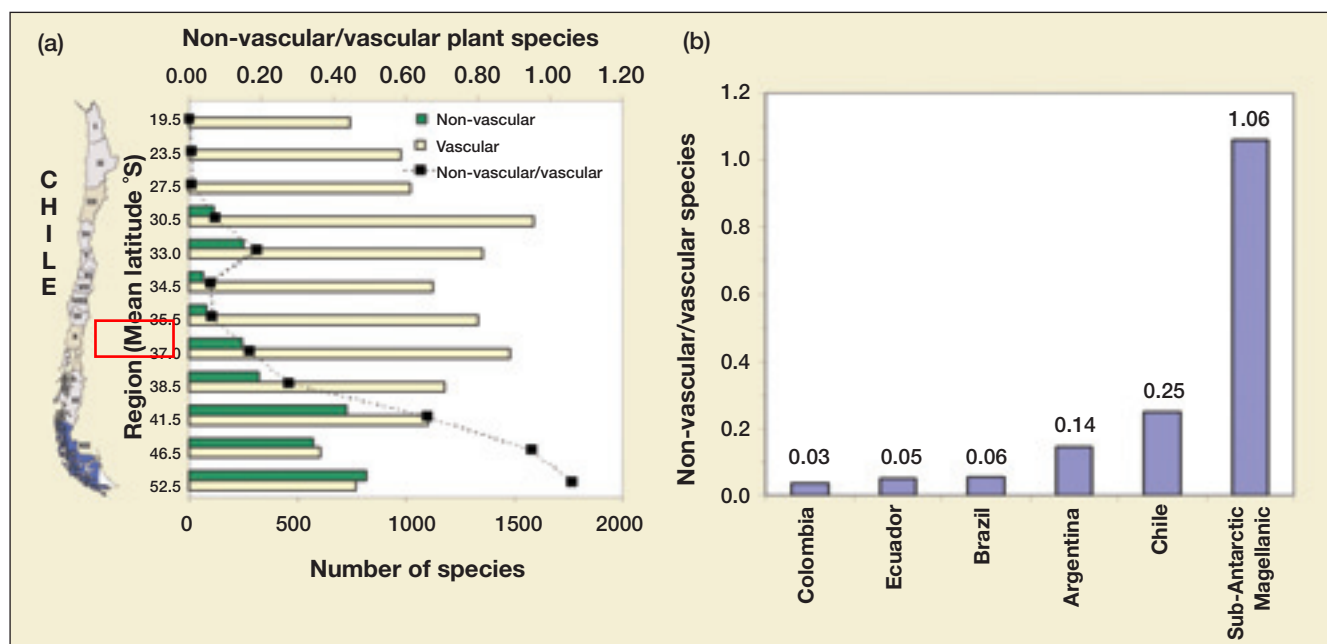 (a)
Non-vascular/vascular plant species
0.00 0.20 0.40 0.60 0.80 1.00 1.20
CHILE
Region (Mean latitude °S)
19.5
23.5
27.5
30.5
33.0
34.5
35.5
37.0
38.5
41.5
46.5
52.5
Non-vascular
Vascular
Non-vascular/vascular
0 500 1000 1500 2000
Number of species
(b)
Non-vascular/vascular species
1.2
1.0
0.8
0.6
0.4
0.2
0.0
0.03
0.05
0.06
0.14
0.25
1.06
Colombia
Ecuador
Brazil
Argentina
Chile
Sub-Antarctic
Magellanic